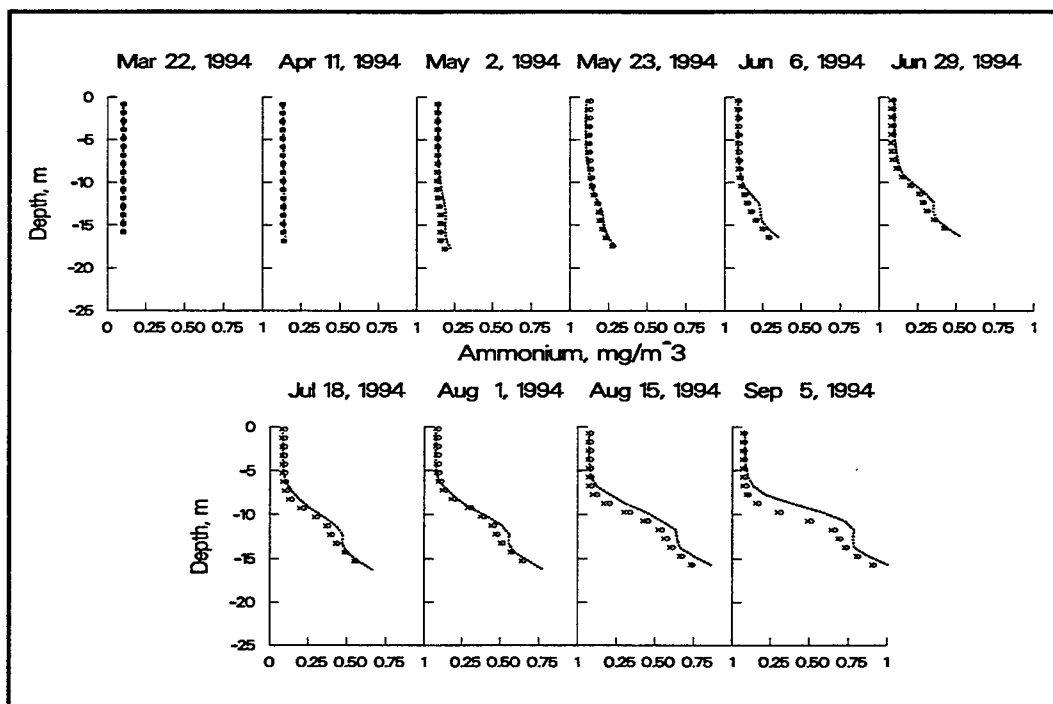 Mar 22, 1994 Apr 11, 1994 May 2, 1994 May 23, 1994 Jun 6, 1994 Jun 29, 1994
0
-5
-10
-15
-20
-25
Depth, m
0 0.25 0.50 0.75 1 0.25 0.50 0.75 1 0.25 0.50 0.75 1 0.25 0.50 0.75 1 0.25 0.50 0.75 1 0.25 0.50 0.75 1
Ammonium, mg/m^3
Jul 18, 1994 Aug 1, 1994 Aug 15, 1994 Sep 5, 1994
0
-5
-10
-15
-20
-25
Depth, m
0 0.25 0.50 0.75 1 0.25 0.50 0.75 1 0.25 0.50 0.75 1 0.25 0.50 0.75 1